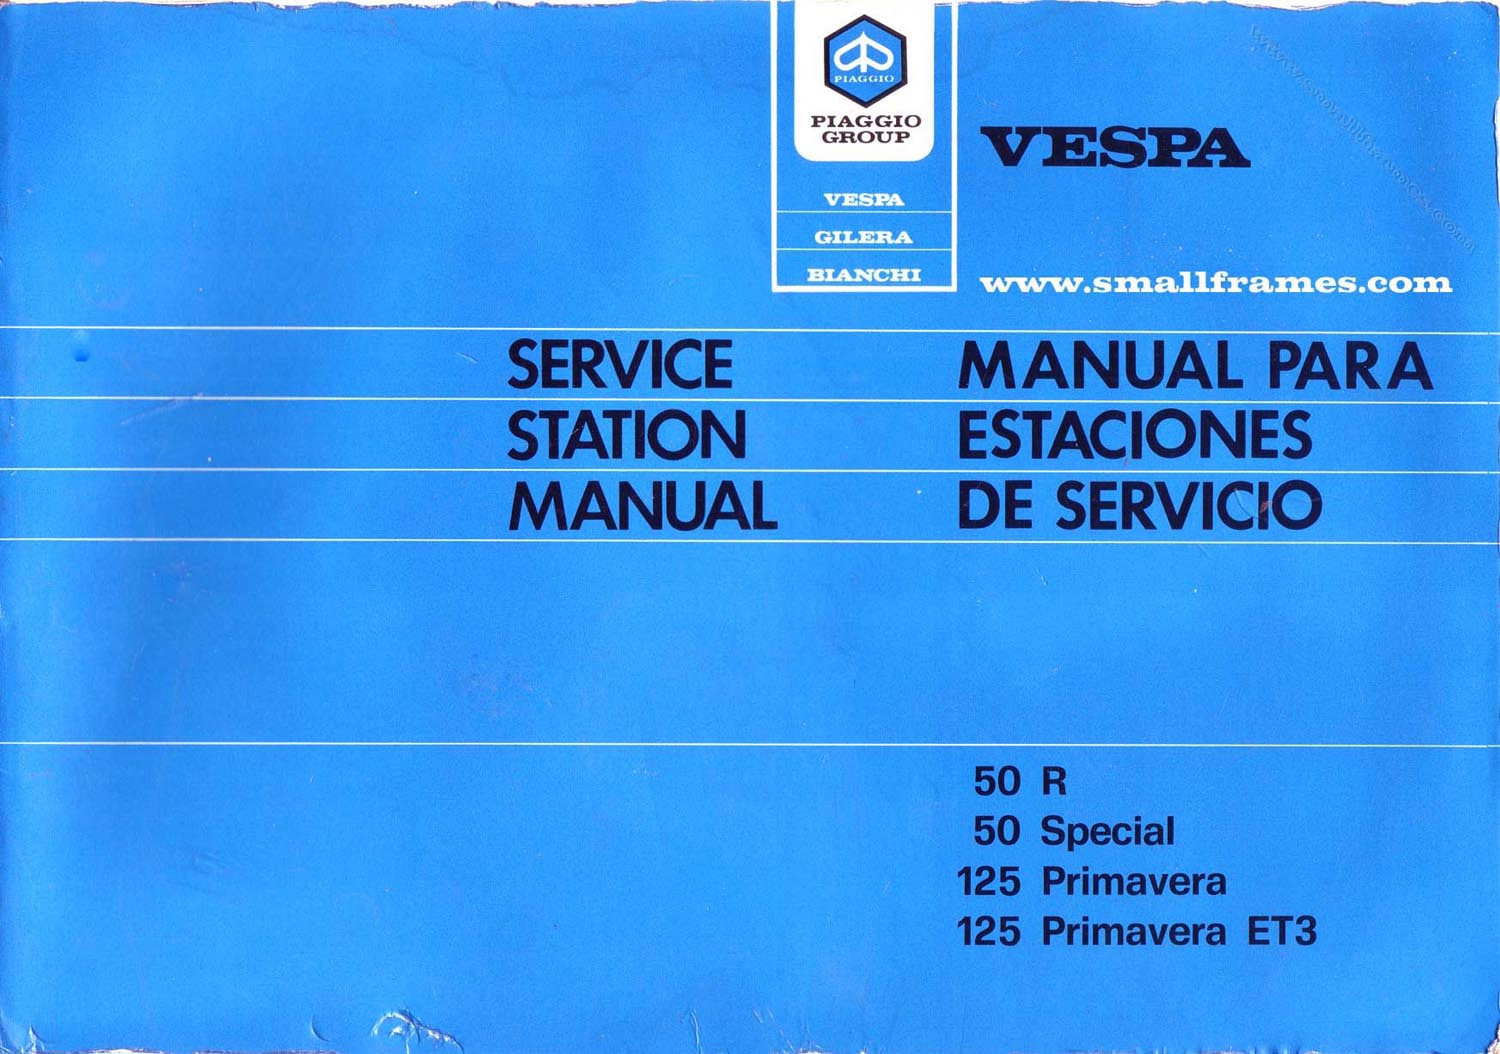 PIAGGIO
PIAGGIO
GROUP
VESPA
GILERA
BIANCHI
VESPA
www.smallframes.com
SERVICE
STATION
MANUAL
MANUAL PARA
ESTACIONES
DE SERVICIO
50 R
50 Special
125 Primavera
125 Primavera ET3